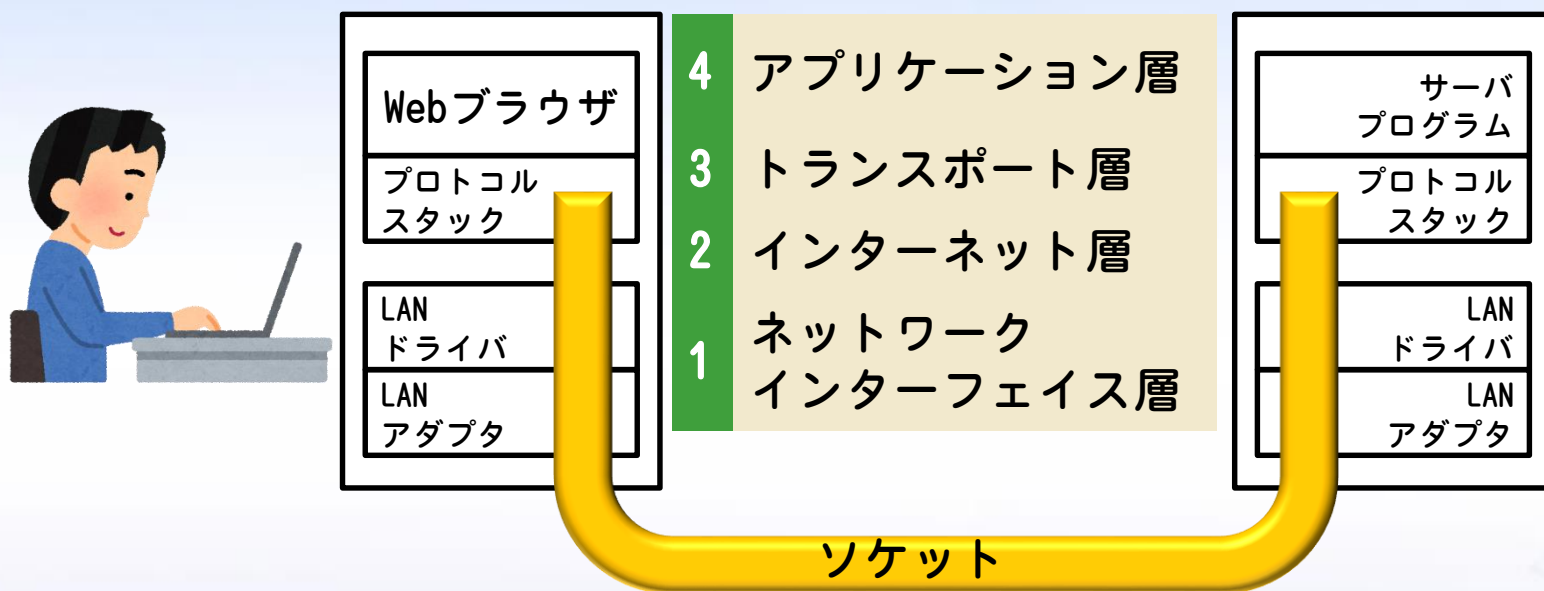 Webブラウザ
プロトコル
スタック
LAN
ドライバ
LAN
アダプタ
4 アプリケーション層
3 トランスポート層
2 インターネット層
1 ネットワーク
インターフェイス層
サーバ
プログラム
プロトコル
スタック
LAN
ドライバ
LAN
アダプタ
ソケット